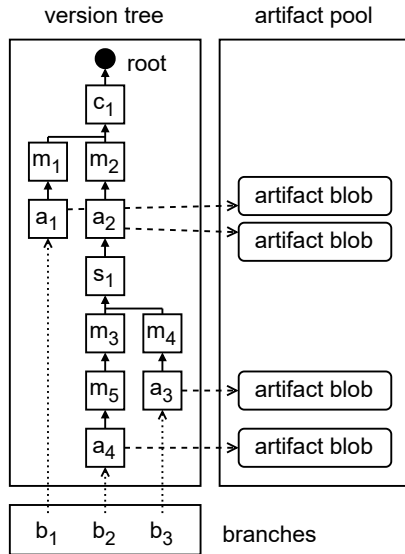 version tree
artifact pool
root
c1
m1 m2
a1 a2
artifact blob
artifact blob
s1
m3 m4
m5 a3
artifact blob
a4
artifact blob
b1 b2 b3
branches